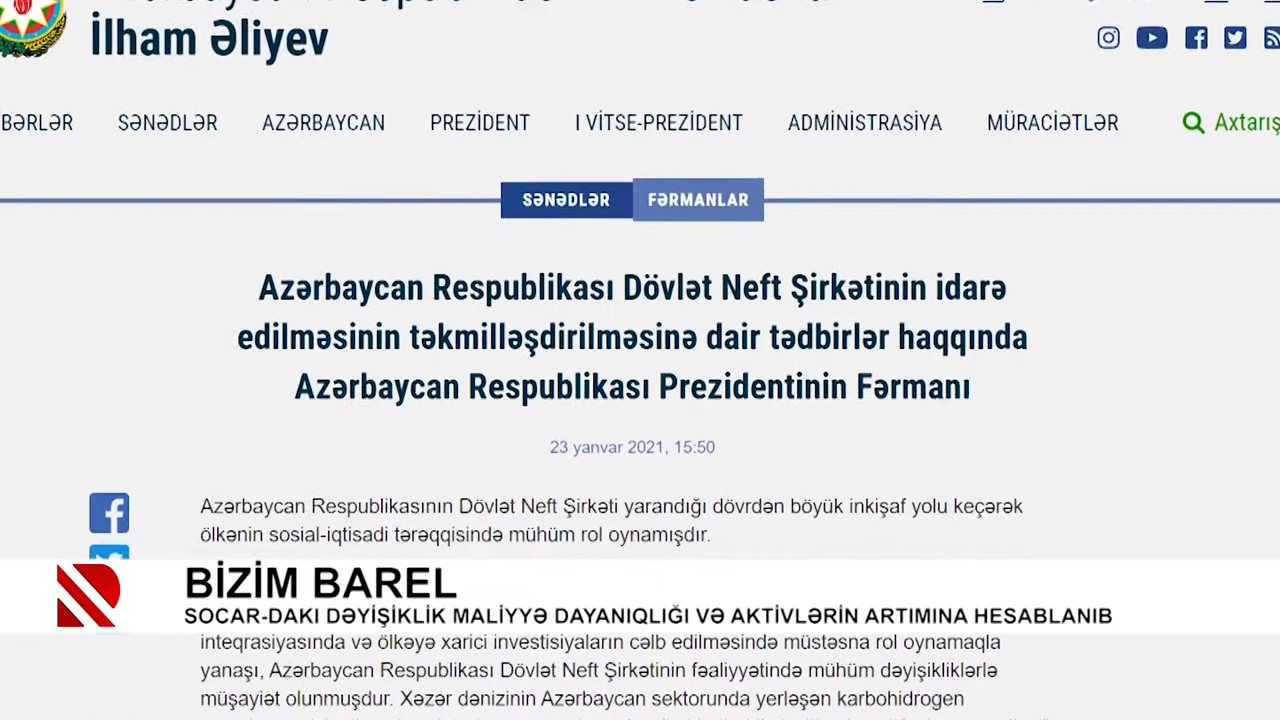 İlham Əliyev
SƏNƏDLƏR AZƏRBAYCAN PREZİDENT I VİTSE-PREZİDENT ADMİNİSTRASİYA MÜRACİƏTLƏR Axtarış
SƏNƏDLƏR FƏRMANLAR
Azərbaycan Respublikası Dövlət Neft Şirkətinin idarə
edilməsinin təkmilləşdirilməsinə dair tədbirlər haqqında
Azərbaycan Respublikası Prezidentinin Fərmanı
23 yanvar 2021, 15:50
Azərbaycan Respublikasının Dövlət Neft Şirkəti yarandığı dövrdən böyük inkişaf yolu keçərək
ölkənin sosial-iqtisadi tərəqqisində mühüm rol oynamışdır.
BİZİM BAREL
SOCAR-DAKI DƏYİŞİKLİK MALİYYƏ DAYANIQLIĞI VƏ AKTİVLƏRİN ARTIMINA HESABLANIB
inteqrasiyasında və ölkəyə xarici investisiyaların cəlb edilməsində müstəsna rol oynamaqla
yanaşı, Azərbaycan Respublikası Dövlət Neft Şirkətinin fəaliyyətində mühüm dəyişikliklərlə
müşayiət olunmuşdur. Xəzər dənizinin Azərbaycan sektorunda yerləşən karbohidrogen